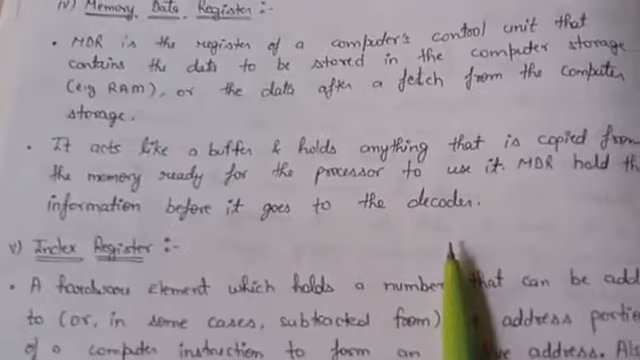 iv) Memory Data Register :-
• MDR is the register of a computer's control unit that
contains the data to be stored in the computer storage
(e.g RAM), or the data after a fetch from the computer
storage.
• It acts like a buffer & holds anything that is copied from
the memory ready for the processor to use it. MDR hold th
information before it goes to the decoder.
v) Index Register :-
• A hardware element which holds a number that can be add
to (or, in some cases, subtracted from) address portio
of a computer instruction to form an address. Al